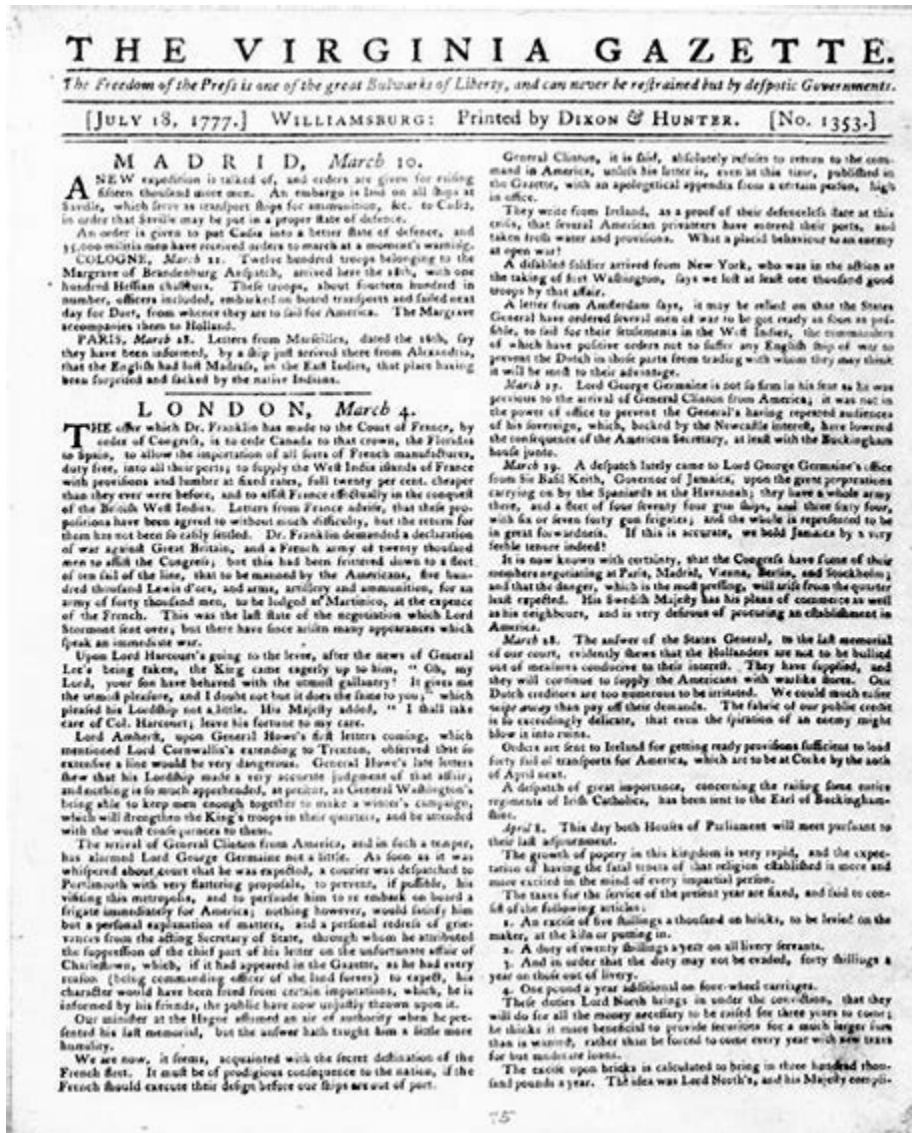 THE VIRGINIA GAZETTE.
The Freedom of the Press is one of the great Bulwarks of Liberty, and can never be restrained but by despotic Governments.
[JULY 18, 1777.] WILLIAMSBURG: Printed by DIXON & HUNTER. [No. 1353.]
MADRID, March 10.
A NEW expedition is talked of, and orders are given for raising
fifteen thousand more men. An embargo is laid on all ships at
Saville, which serve as transport ships for ammunition, &c. to Cadiz,
in order that Saville may be put in a proper state of defence.
An order is given to put Cadiz into a better state of defence, and
35,000 militia men have received orders to march at a moment's warning.
COLOGNE, March 21. Twelve hundred troops belonging to the
Margrave of Brandenburg Anspatch, arrived here the 18th, with one
hundred Hessian chasseurs. These troops, about fourteen hundred in
number, officers included, embarked on board transports and sailed next
day for Dort, from whence they are to sail for America. The Margrave
accompanies them to Holland.
PARIS, March 18. Letters from Marseilles, dated the 16th, say
they have been informed, by a ship just arrived there from Alexandria,
that the English had lost Madrass, in the East Indies, that place having
been surprised and sacked by the native Indians.
LONDON, March 4.
THE offer which Dr. Franklin has made to the Court of France, by
order of Congress, is to cede Canada to that crown, the Floridas
to Spain, to allow the importation of all sorts of French manufactures,
duty free, into all their ports; to supply the West India islands of France
with provisions and lumber at fixed rates, full twenty per cent. cheaper
than they ever were before, and to assist France effectually in the conquest
of the British West Indies. Letters from France advise, that these pro-
positions have been agreed to without much difficulty, but the return for
them has not been so easily settled. Dr. Franklin demanded a declaration
of war against Great Britain, and a French army of twenty thousand
men to assist the Congress; but this had been frittered down to a fleet
of ten sail of the line, that to be manned by the Americans, five hun-
dred thousand Lewis d'ors, and arms, artillery and ammunition, for an
army of forty thousand men, to be lodged at Martinico, at the expence
of the French. This was the last state of the negotiation which Lord
Stormont sent over; but there have since arisen many appearances which
speak an immediate war.
Upon Lord Harcourt's going to the levee, after the news of General
Lee's being taken, the King came eagerly up to him, " Oh, my
Lord, your son have behaved with the utmost gallantry! It gives me
the utmost pleasure, and I doubt not but it does the same to you;" which
pleased his Lordship not a little. His Majesty added, " I shall take
care of Col. Harcourt; leave his fortune to my care.
Lord Amherst, upon General Howe's first letters coming, which
mentioned Lord Cornwallis's extending to Trenton, observed that so
extensive a line would be very dangerous. General Howe's late letters
shew that his Lordship made a very accurate judgment of that affair;
and nothing is so much apprehended, at present, as General Washington's
being able to keep men enough together to make a winter's campaign,
which will strengthen the King's troops in their quarters, and be attended
with the worst consequences to them.
The arrival of General Clinton from America, and in such a temper,
has alarmed Lord George Germaine not a little. As soon as it was
whispered about court that he was expected, a courier was despatched to
Portsmouth with very flattering proposals, to prevent, if possible, his
visiting this metropolis, and to persuade him to re embark on board a
frigate immediately for America; nothing however, would satisfy him
but a personal explanation of matters, and a personal redress of grie-
vances from the acting Secretary of State, through whom he attributed
the suppression of the chief part of his letter on the unfortunate affair of
Charlestown, which, if it had appeared in the Gazette, as he had every
reason (being commanding officer of the land forces) to expect, his
character would have been freed from certain imputations, which, he is
informed by his friends, the public have now unjustly thrown upon it.
Our minister at the Hague assumed an air of authority when he pre-
sented his last memorial, but the answer hath taught him a little more
humility.
We are now, it seems, acquainted with the secret destination of the
French fleet. It must be of prodigious consequence to the nation, if the
French should execute their design before our ships are out of port.
General Clinton, it is said, absolutely refuses to return to the com-
mand in America, unless his letter is, even at this time, published in
the Gazette, with an apologetical appendix from a certain person, high
in office.
They write from Ireland, as a proof of their defenceless state at this
crisis, that several American privateers have entered their ports, and
taken fresh water and provisions. What a placid behaviour to an enemy
at open war!
A disabled soldier arrived from New York, who was in the action at
the taking of fort Washington, says we lost at least one thousand good
troops by that affair.
A letter from Amsterdam says, it may be relied on that the States
General have ordered several men of war to be got ready as soon as pos-
sible, to sail for their settlements in the West Indies, the commanders
of which have positive orders not to suffer any English ship of war to
prevent the Dutch in those parts from trading with whom they may think
it will be most to their advantage.
March 17. Lord George Germaine is not so firm in his seat as he was
previous to the arrival of General Clinton from America; it was not in
the power of office to prevent the General's having repeated audiences
of his sovereign, which, backed by the Newcastle interest, have lowered
the consequence of the American Secretary, at least with the Buckingham
house junto.
March 19. A despatch lately came to Lord George Germaine's office
from Sir Basil Keith, Governor of Jamaica, upon the great preparations
carrying on by the Spaniards at the Havannah; they have a whole army
there, and a fleet of four seventy four gun ships, and three sixty four,
with six or seven forty gun frigates; and the whole is represented to be
in great forwardness. If this is accurate, we hold Jamaica by a very
feeble tenure indeed!
It is now known with certainty, that the Congress have some of their
members negotiating at Paris, Madrid, Vienna, Berlin, and Stockholm;
and that the danger, which is the most pressing, will arise from the quarter
least expected. His Swedish Majesty has his plans of commerce as well
as his neighbours, and is very desirous of procuring an establishment in
America.
March 28. The answer of the States General, to the last memorial
of our court, evidently shews that the Hollanders are not to be bullied
out of measures conducive to their interest. They have supplied, and
they will continue to supply the Americans with warlike stores. Our
Dutch creditors are too numerous to be irritated. We could much easier
wipe away than pay off their demands. The fabric of our public credit
is so exceedingly delicate, that even the spiration of an enemy might
blow it into ruins.
Orders are sent to Ireland for getting ready provisions sufficient to load
forty sail of transports for America, which are to be at Corke by the 20th
of April next.
A despatch of great importance, concerning the raising some entire
regiments of Irish Catholics, has been sent to the Earl of Buckingham-
shire.
April 8. This day both Houses of Parliament will meet pursuant to
their last adjournment.
The growth of popery in this kingdom is very rapid, and the expec-
tation of having the fatal tenets of that religion established is more and
more excited in the mind of every impartial person.
The taxes for the service of the present year are fixed, and said to con-
sist of the following articles:
1. An excise of five shillings a thousand on bricks, to be levied on the
maker, at the kiln or putting in.
2. A duty of twenty shillings a year on all livery servants.
3. And in order that the duty may not be evaded, forty shillings a
year on those out of livery.
4. One pound a year additional on four-wheel carriages.
These duties Lord North brings in under the conviction, that they
will do for all the money necessary to be raised for three years to come;
he thinks it more beneficial to provide securities for a much larger sum
than is wanted, rather than be forced to come every year with new taxes
for but moderate loans.
The excise upon bricks is calculated to bring in three hundred thou-
sand pounds a year. The idea was Lord North's, and his Majesty compli-
75